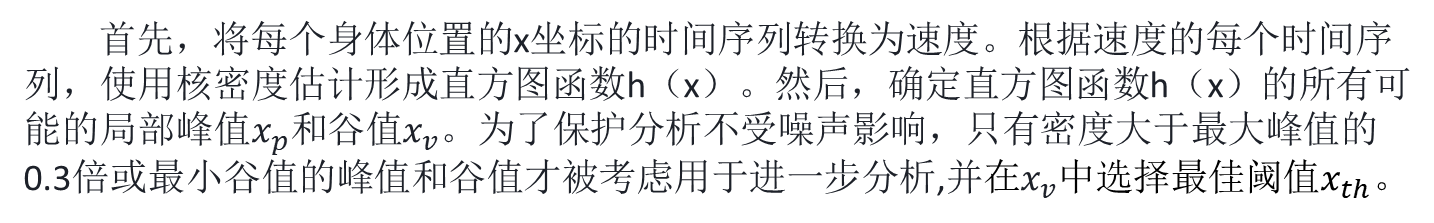 首先，将每个身体位置的x坐标的时间序列转换为速度。根据速度的每个时间序
列，使用核密度估计形成直方图函数h（x）。然后，确定直方图函数h（x）的所有可
能的局部峰值xₚ和谷值xᵥ。为了保护分析不受噪声影响，只有密度大于最大峰值的
0.3倍或最小谷值的峰值和谷值才被考虑用于进一步分析,并在xᵥ中选择最佳阈值xₜₕ。